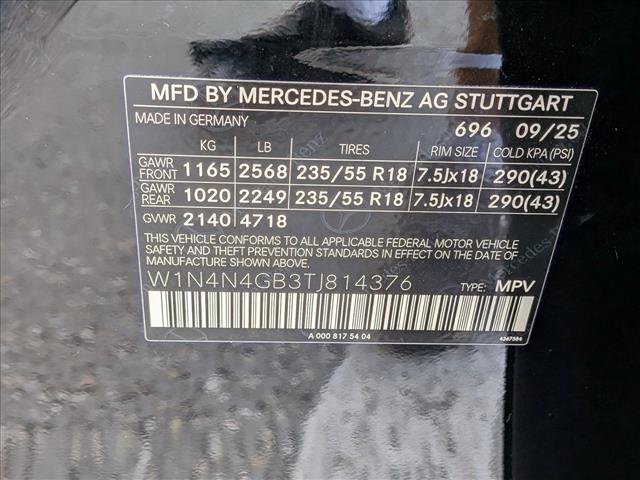 MFD BY MERCEDES-BENZ AG STUTTGART
MADE IN GERMANY 696 09/25
KG LB TIRES RIM SIZE COLD KPA (PSI)
GAWR FRONT 1165 2568 235/55 R18 7.5Jx18 290(43)
GAWR REAR 1020 2249 235/55 R18 7.5Jx18 290(43)
GVWR 2140 4718
THIS VEHICLE CONFORMS TO ALL APPLICABLE FEDERAL MOTOR VEHICLE
SAFETY AND THEFT PREVENTION STANDARDS IN EFFECT ON THE DATE OF
MANUFACTURE SHOWN ABOVE.
W1N4N4GB3TJ814376 TYPE: MPV
A 000 817 54 04